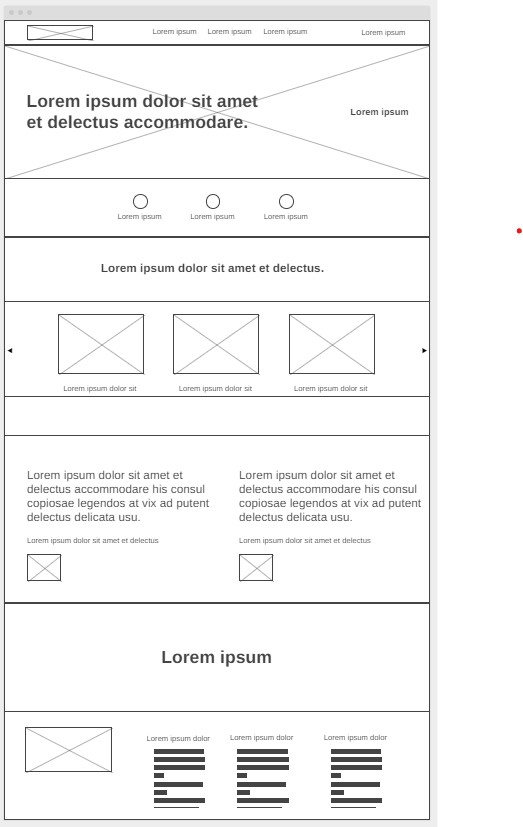 Lorem ipsum Lorem ipsum Lorem ipsum Lorem ipsum
Lorem ipsum dolor sit amet
et delectus accommodare.
Lorem ipsum
Lorem ipsum Lorem ipsum Lorem ipsum
Lorem ipsum dolor sit amet et delectus.
Lorem ipsum dolor sit Lorem ipsum dolor sit Lorem ipsum dolor sit
Lorem ipsum dolor sit amet et
delectus accommodare his consul
copiosae legendos at vix ad putent
delectus delicata usu.
Lorem ipsum dolor sit amet et delectus
Lorem ipsum dolor sit amet et
delectus accommodare his consul
copiosae legendos at vix ad putent
delectus delicata usu.
Lorem ipsum dolor sit amet et delectus
Lorem ipsum
Lorem ipsum dolor Lorem ipsum dolor Lorem ipsum dolor